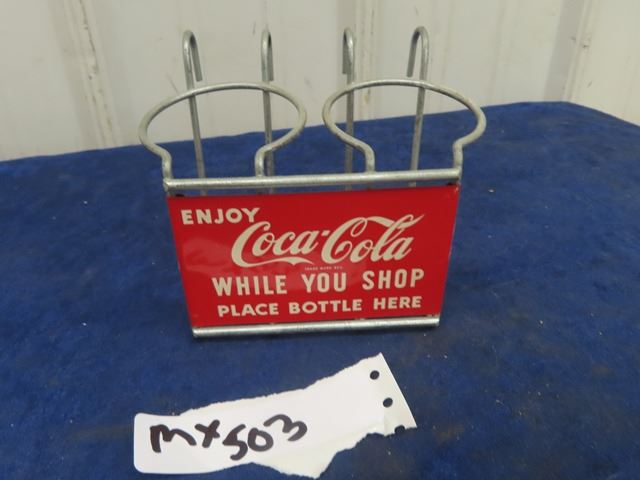 ENJOY
Coca-Cola
TRADE MARK REG.
WHILE YOU SHOP
PLACE BOTTLE HERE
MX503